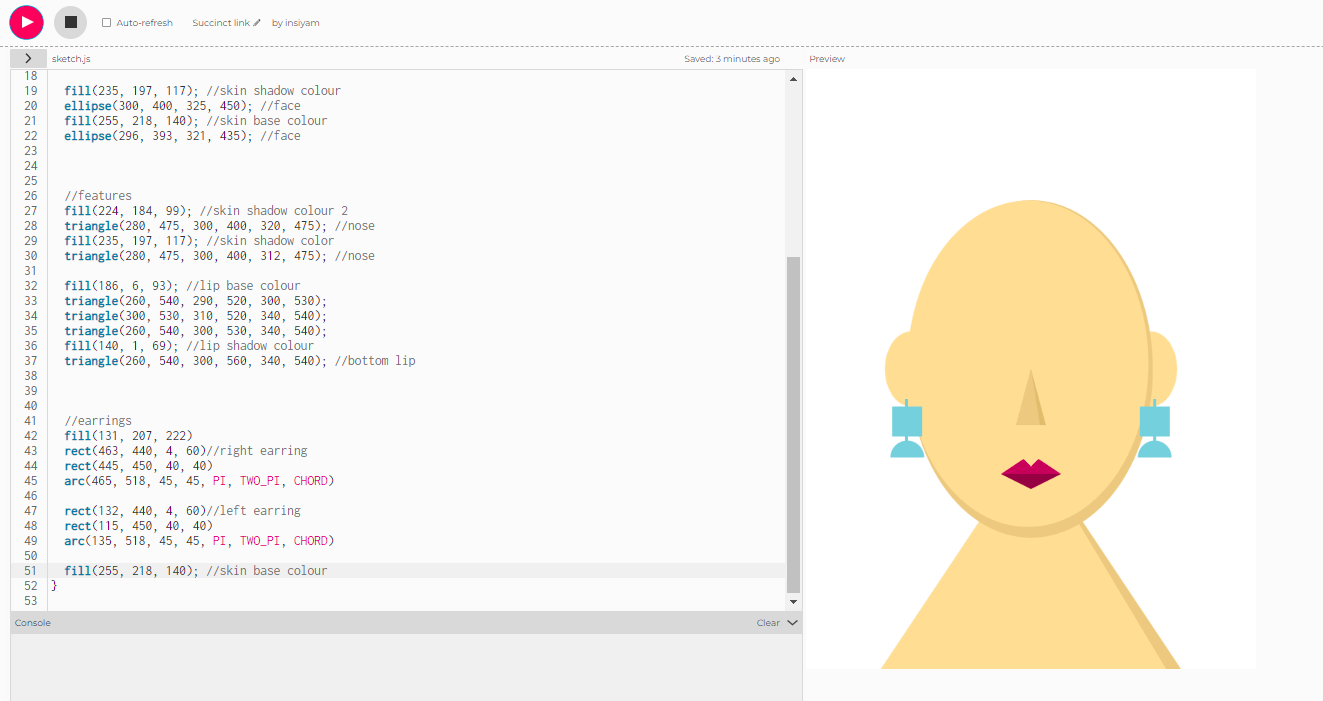 Auto-refresh Succinct link by insiyam
sketch.js Saved: 3 minutes ago Preview
18
19 fill(235, 197, 117); //skin shadow colour
20 ellipse(300, 400, 325, 450); //face
21 fill(255, 218, 140); //skin base colour
22 ellipse(296, 393, 321, 435); //face
23
24
25
26 //features
27 fill(224, 184, 99); //skin shadow colour 2
28 triangle(280, 475, 300, 400, 320, 475); //nose
29 fill(235, 197, 117); //skin shadow color
30 triangle(280, 475, 300, 400, 312, 475); //nose
31
32 fill(186, 6, 93); //lip base colour
33 triangle(260, 540, 290, 520, 300, 530);
34 triangle(300, 530, 310, 520, 340, 540);
35 triangle(260, 540, 300, 530, 340, 540);
36 fill(140, 1, 69); //lip shadow colour
37 triangle(260, 540, 300, 560, 340, 540); //bottom lip
38
39
40
41 //earrings
42 fill(131, 207, 222)
43 rect(463, 440, 4, 60)//right earring
44 rect(445, 450, 40, 40)
45 arc(465, 518, 45, 45, PI, TWO_PI, CHORD)
46
47 rect(132, 440, 4, 60)//left earring
48 rect(115, 450, 40, 40)
49 arc(135, 518, 45, 45, PI, TWO_PI, CHORD)
50
51 fill(255, 218, 140); //skin base colour
52 }
53
Console Clear